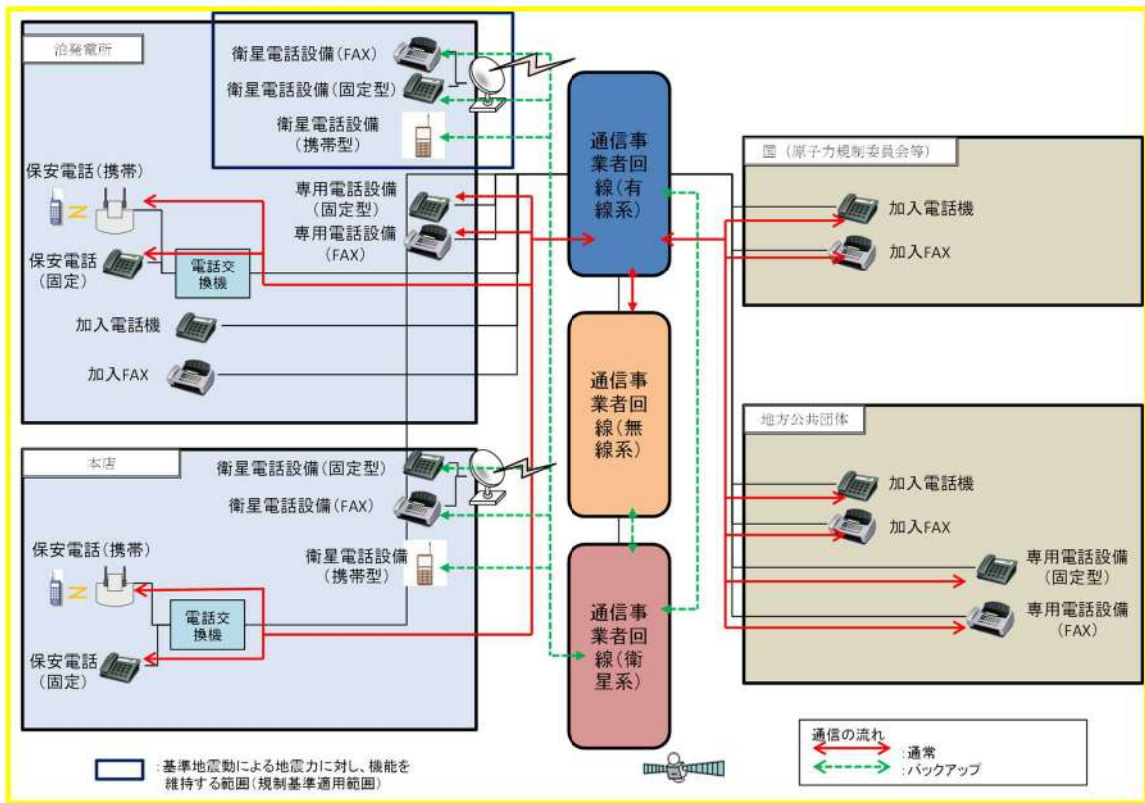 泊発電所
衛星電話設備(FAX)
衛星電話設備(固定型)
衛星電話設備
(携帯型)
保安電話(携帯)
専用電話設備
(固定型)
専用電話設備
(FAX)
保安電話
(固定)
電話交
換機
加入電話機
加入FAX
本店
衛星電話設備(固定型)
衛星電話設備(FAX)
衛星電話設備
(携帯型)
保安電話(携帯)
電話交
換機
保安電話
(固定)
通信事
業者回
線(有
線系)
通信事
業者回
線(無
線系)
通信事
業者回
線(衛
星系)
国(原子力規制委員会等)
加入電話機
加入FAX
地方公共団体
加入電話機
加入FAX
専用電話設備
(固定型)
専用電話設備
(FAX)
:基準地震動による地震力に対し、機能を
維持する範囲(規制基準適用範囲)
通信の流れ
:通常
:バックアップ